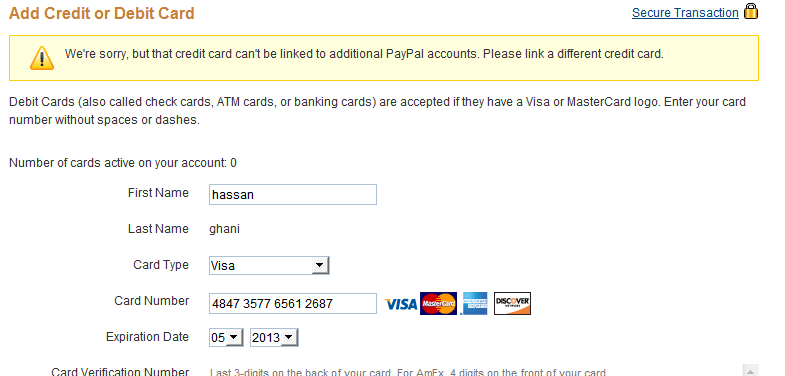 Add Credit or Debit Card
Secure Transaction
We're sorry, but that credit card can't be linked to additional PayPal accounts. Please link a different credit card.
Debit Cards (also called check cards, ATM cards, or banking cards) are accepted if they have a Visa or MasterCard logo. Enter your card
number without spaces or dashes.
Number of cards active on your account: 0
First Name hassan
Last Name ghani
Card Type Visa
Card Number 4847 3577 6561 2687 VISA MasterCard AMERICAN EXPRESS DISCOVER
Expiration Date 05 2013
Card Verification Number Last 3-digits on the back of your card. For AmEx, 4 digits on the front of your card